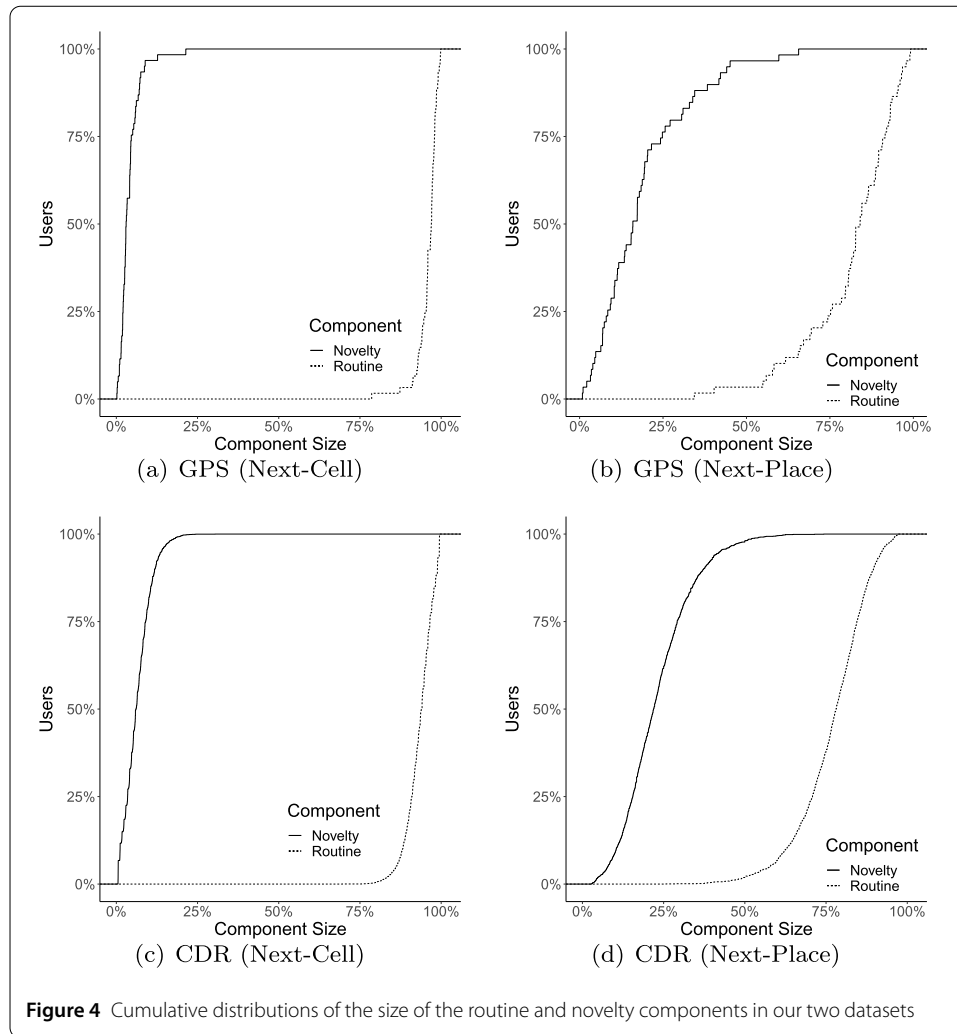 100%
75%
50%
25%
0%
Users
Component
Novelty
Routine
0% 25% 50% 75% 100%
Component Size
(a) GPS (Next-Cell)
100%
75%
50%
25%
0%
Users
Component
Novelty
Routine
0% 25% 50% 75% 100%
Component Size
(b) GPS (Next-Place)
100%
75%
50%
25%
0%
Users
Component
Novelty
Routine
0% 25% 50% 75% 100%
Component Size
(c) CDR (Next-Cell)
100%
75%
50%
25%
0%
Users
Component
Novelty
Routine
0% 25% 50% 75% 100%
Component Size
(d) CDR (Next-Place)
Figure 4 Cumulative distributions of the size of the routine and novelty components in our two datasets